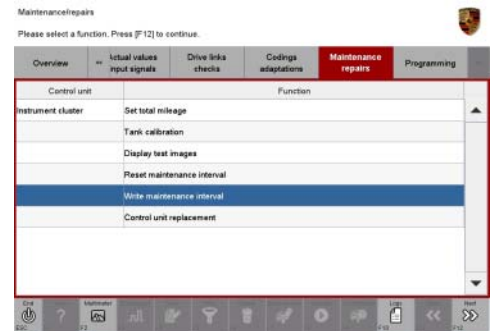 Maintenance/repairs
Please select a function. Press [F12] to continue.
Overview
Actual values input signals
Drive links checks
Codings adaptations
Maintenance repairs
Programming
Control unit
Function
Instrument cluster
Set total mileage
Tank calibration
Display test images
Reset maintenance interval
Write maintenance interval
Control unit replacement
End
Multimeter
Logs
Next
ESC
F3
F10
F12